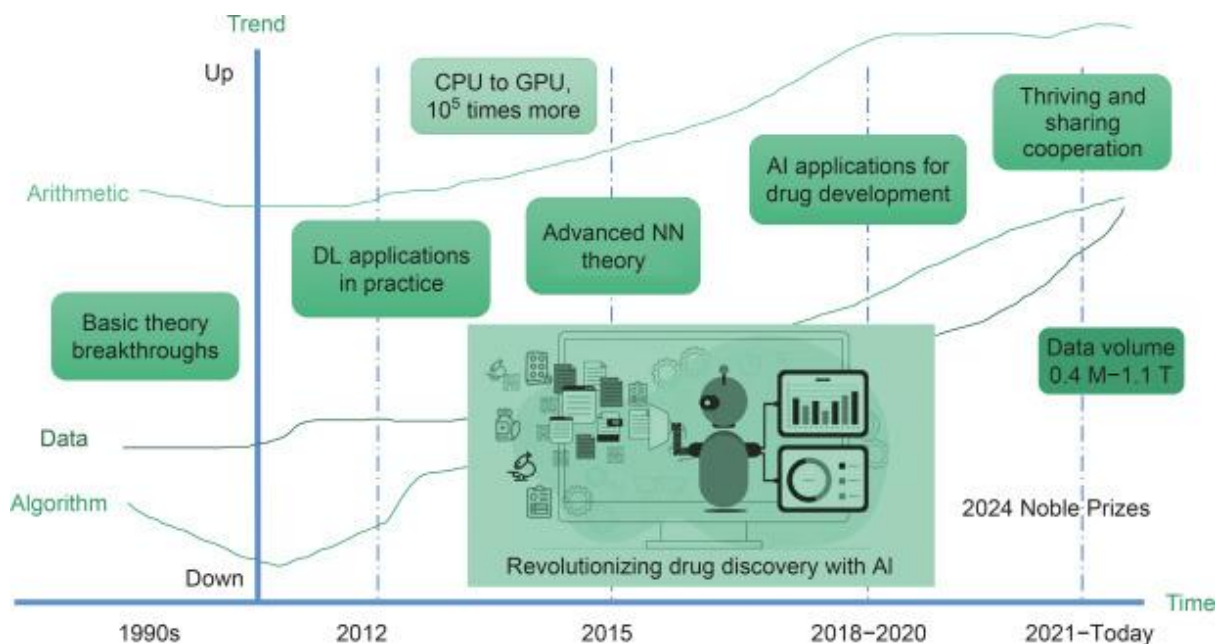 Trend
Up
CPU to GPU,
10⁵ times more
Thriving and
sharing
cooperation
AI applications for
drug development
Arithmetic
DL applications
in practice
Advanced NN
theory
Basic theory
breakthroughs
Data volume
0.4 M−1.1 T
Data
Algorithm
2024 Noble Prizes
Revolutionizing drug discovery with AI
Down
Time
1990s
2012
2015
2018−2020
2021−Today